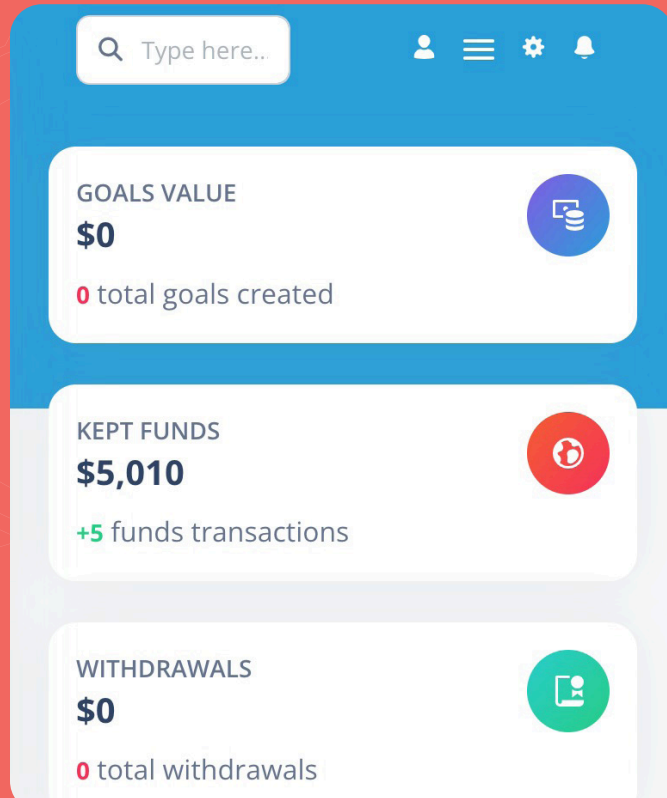 Type here..
GOALS VALUE
$0
0 total goals created
KEPT FUNDS
$5,010
+5 funds transactions
WITHDRAWALS
$0
0 total withdrawals